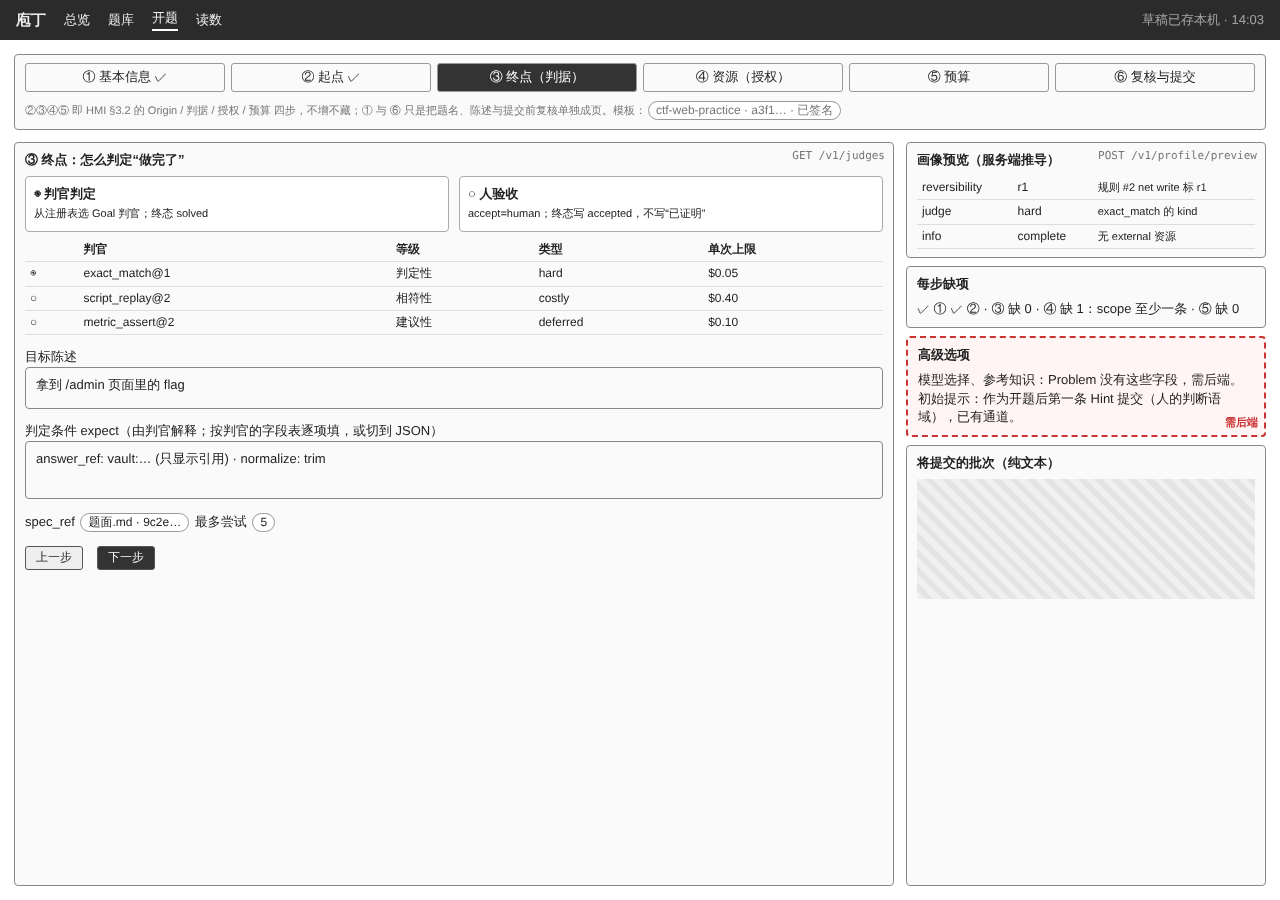 庖丁 总览 题库 开题 读数 草稿已存本机 · 14:03
① 基本信息 ✓ ② 起点 ✓ ③ 终点（判据） ④ 资源（授权） ⑤ 预算 ⑥ 复核与提交
②③④⑤ 即 HMI §3.2 的 Origin / 判据 / 授权 / 预算 四步，不增不藏；① 与 ⑥ 只是把题名、陈述与提交前复核单独成页。模板： ctf-web-practice · a3f1… · 已签名
③ 终点：怎么判定“做完了” GET /v1/judges
◉ 判官判定
从注册表选 Goal 判官；终态 solved
○ 人验收
accept=human；终态写 accepted，不写“已证明”
判官 等级 类型 单次上限
◉ exact_match@1 判定性 hard $0.05
○ script_replay@2 相符性 costly $0.40
○ metric_assert@2 建议性 deferred $0.10
目标陈述
拿到 /admin 页面里的 flag
判定条件 expect（由判官解释；按判官的字段表逐项填，或切到 JSON）
answer_ref: vault:… (只显示引用) · normalize: trim
spec_ref 题面.md · 9c2e… 最多尝试 5
上一步 下一步
画像预览（服务端推导） POST /v1/profile/preview
reversibility r1 规则 #2 net write 标 r1
judge hard exact_match 的 kind
info complete 无 external 资源
每步缺项
✓ ① ✓ ② · ③ 缺 0 · ④ 缺 1：scope 至少一条 · ⑤ 缺 0
高级选项
模型选择、参考知识：Problem 没有这些字段，需后端。
初始提示：作为开题后第一条 Hint 提交（人的判断语
域），已有通道。
需后端
将提交的批次（纯文本）